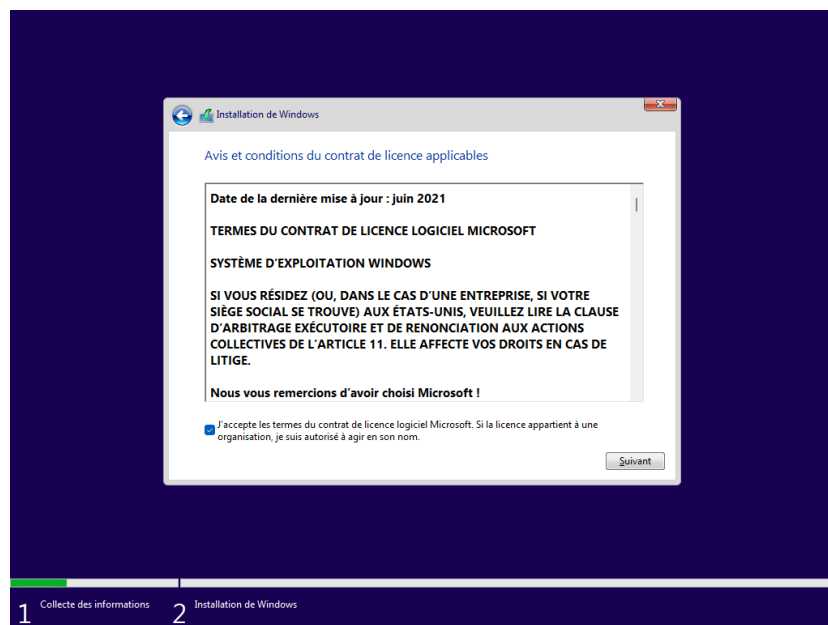 Installation de Windows
Avis et conditions du contrat de licence applicables
Date de la dernière mise à jour : juin 2021
TERMES DU CONTRAT DE LICENCE LOGICIEL MICROSOFT
SYSTÈME D’EXPLOITATION WINDOWS
SI VOUS RÉSIDEZ (OU, DANS LE CAS D’UNE ENTREPRISE, SI VOTRE
SIÈGE SOCIAL SE TROUVE) AUX ÉTATS-UNIS, VEUILLEZ LIRE LA CLAUSE
D’ARBITRAGE EXÉCUTOIRE ET DE RENONCIATION AUX ACTIONS
COLLECTIVES DE L’ARTICLE 11. ELLE AFFECTE VOS DROITS EN CAS DE
LITIGE.
Nous vous remercions d’avoir choisi Microsoft !
J’accepte les termes du contrat de licence logiciel Microsoft. Si la licence appartient à une
organisation, je suis autorisé à agir en son nom.
Suivant
1 Collecte des informations
2 Installation de Windows